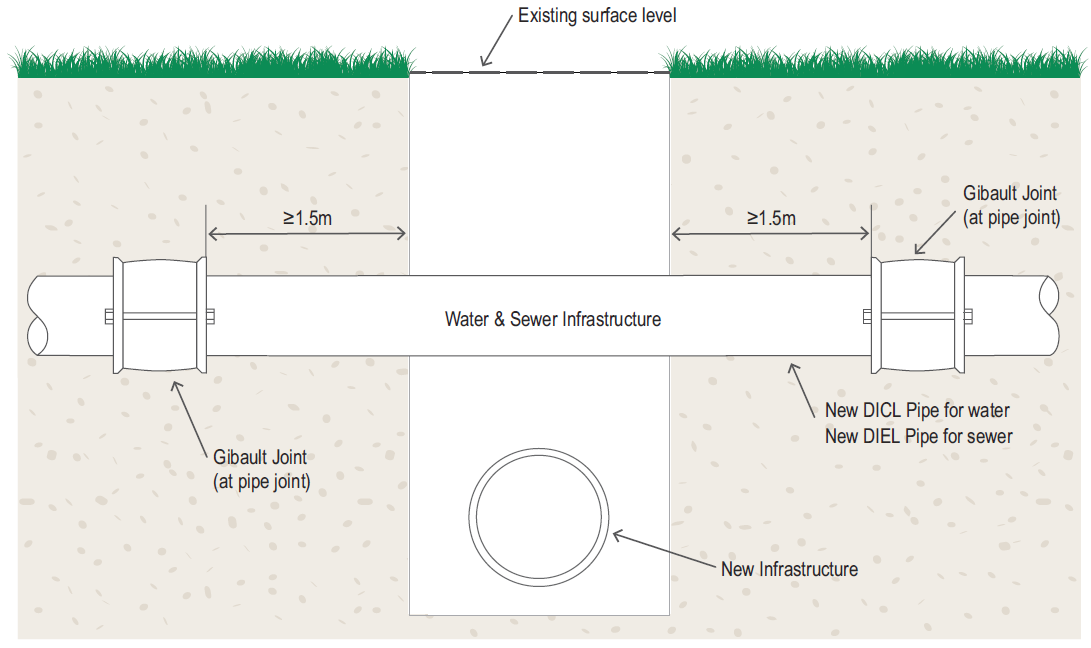 Existing surface level
≥1.5m
≥1.5m
Gibault Joint
(at pipe joint)
Water & Sewer Infrastructure
New DICL Pipe for water
New DIEL Pipe for sewer
Gibault Joint
(at pipe joint)
New Infrastructure